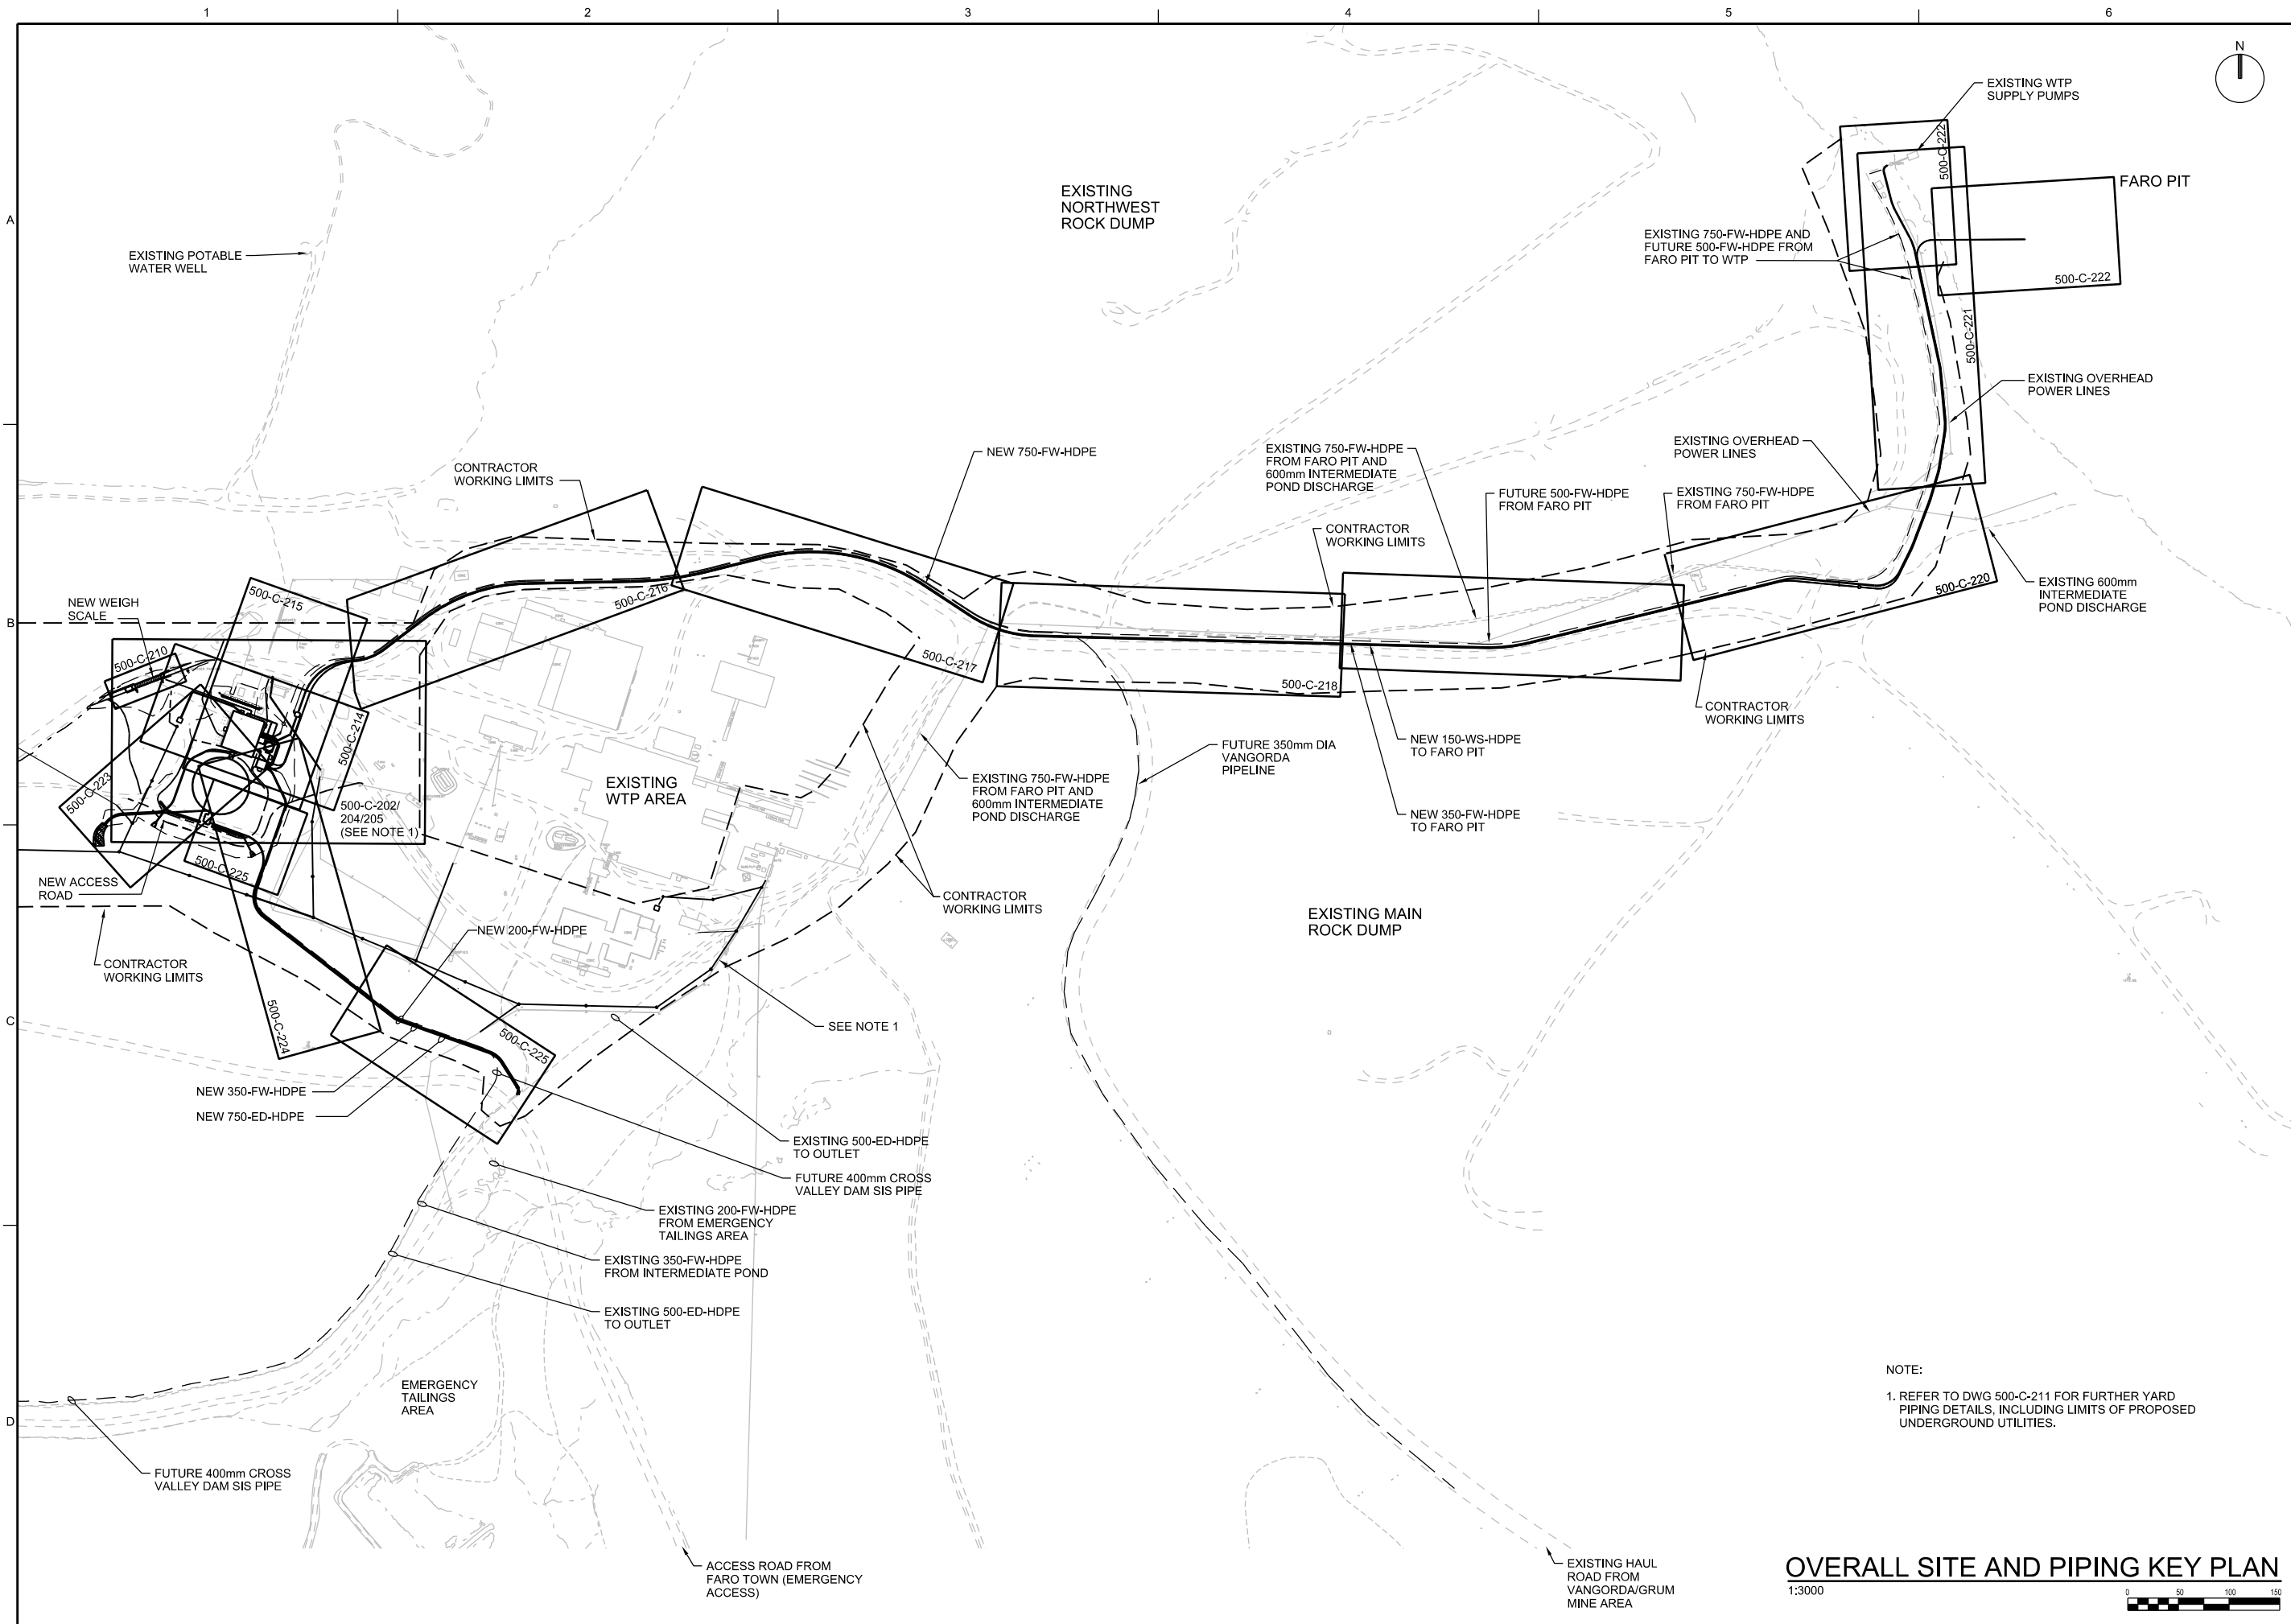 1
2
3
4
5
6
N
A
B
C
D
EXISTING WTP
SUPPLY PUMPS
500-C-222
FARO PIT
EXISTING
NORTHWEST
ROCK DUMP
EXISTING POTABLE
WATER WELL
EXISTING 750-FW-HDPE AND
FUTURE 500-FW-HDPE FROM
FARO PIT TO WTP
500-C-222
500-C-221
EXISTING OVERHEAD
POWER LINES
NEW 750-FW-HDPE
EXISTING 750-FW-HDPE
FROM FARO PIT AND
600mm INTERMEDIATE
POND DISCHARGE
EXISTING OVERHEAD
POWER LINES
CONTRACTOR
WORKING LIMITS
FUTURE 500-FW-HDPE
FROM FARO PIT
EXISTING 750-FW-HDPE
FROM FARO PIT
CONTRACTOR
WORKING LIMITS
500-C-215
500-C-216
500-C-220
EXISTING 600mm
INTERMEDIATE
POND DISCHARGE
NEW WEIGH
SCALE
500-C-210
500-C-217
500-C-218
CONTRACTOR
WORKING LIMITS
500-C-214
NEW 150-WS-HDPE
TO FARO PIT
FUTURE 350mm DIA
VANGORDA
PIPELINE
500-C-223
500-C-202/
204/205
(SEE NOTE 1)
EXISTING
WTP AREA
EXISTING 750-FW-HDPE
FROM FARO PIT AND
600mm INTERMEDIATE
POND DISCHARGE
NEW 350-FW-HDPE
TO FARO PIT
500-C-225
NEW ACCESS
ROAD
CONTRACTOR
WORKING LIMITS
EXISTING MAIN
ROCK DUMP
NEW 200-FW-HDPE
CONTRACTOR
WORKING LIMITS
500-C-224
500-C-225
SEE NOTE 1
NEW 350-FW-HDPE
NEW 750-ED-HDPE
EXISTING 500-ED-HDPE
TO OUTLET
FUTURE 400mm CROSS
VALLEY DAM SIS PIPE
EXISTING 200-FW-HDPE
FROM EMERGENCY
TAILINGS AREA
EXISTING 350-FW-HDPE
FROM INTERMEDIATE POND
EXISTING 500-ED-HDPE
TO OUTLET
EMERGENCY
TAILINGS
AREA
NOTE:
1. REFER TO DWG 500-C-211 FOR FURTHER YARD
PIPING DETAILS, INCLUDING LIMITS OF PROPOSED
UNDERGROUND UTILITIES.
FUTURE 400mm CROSS
VALLEY DAM SIS PIPE
ACCESS ROAD FROM
FARO TOWN (EMERGENCY
ACCESS)
EXISTING HAUL
ROAD FROM
VANGORDA/GRUM
MINE AREA
OVERALL SITE AND PIPING KEY PLAN
1:3000
0 50 100 150